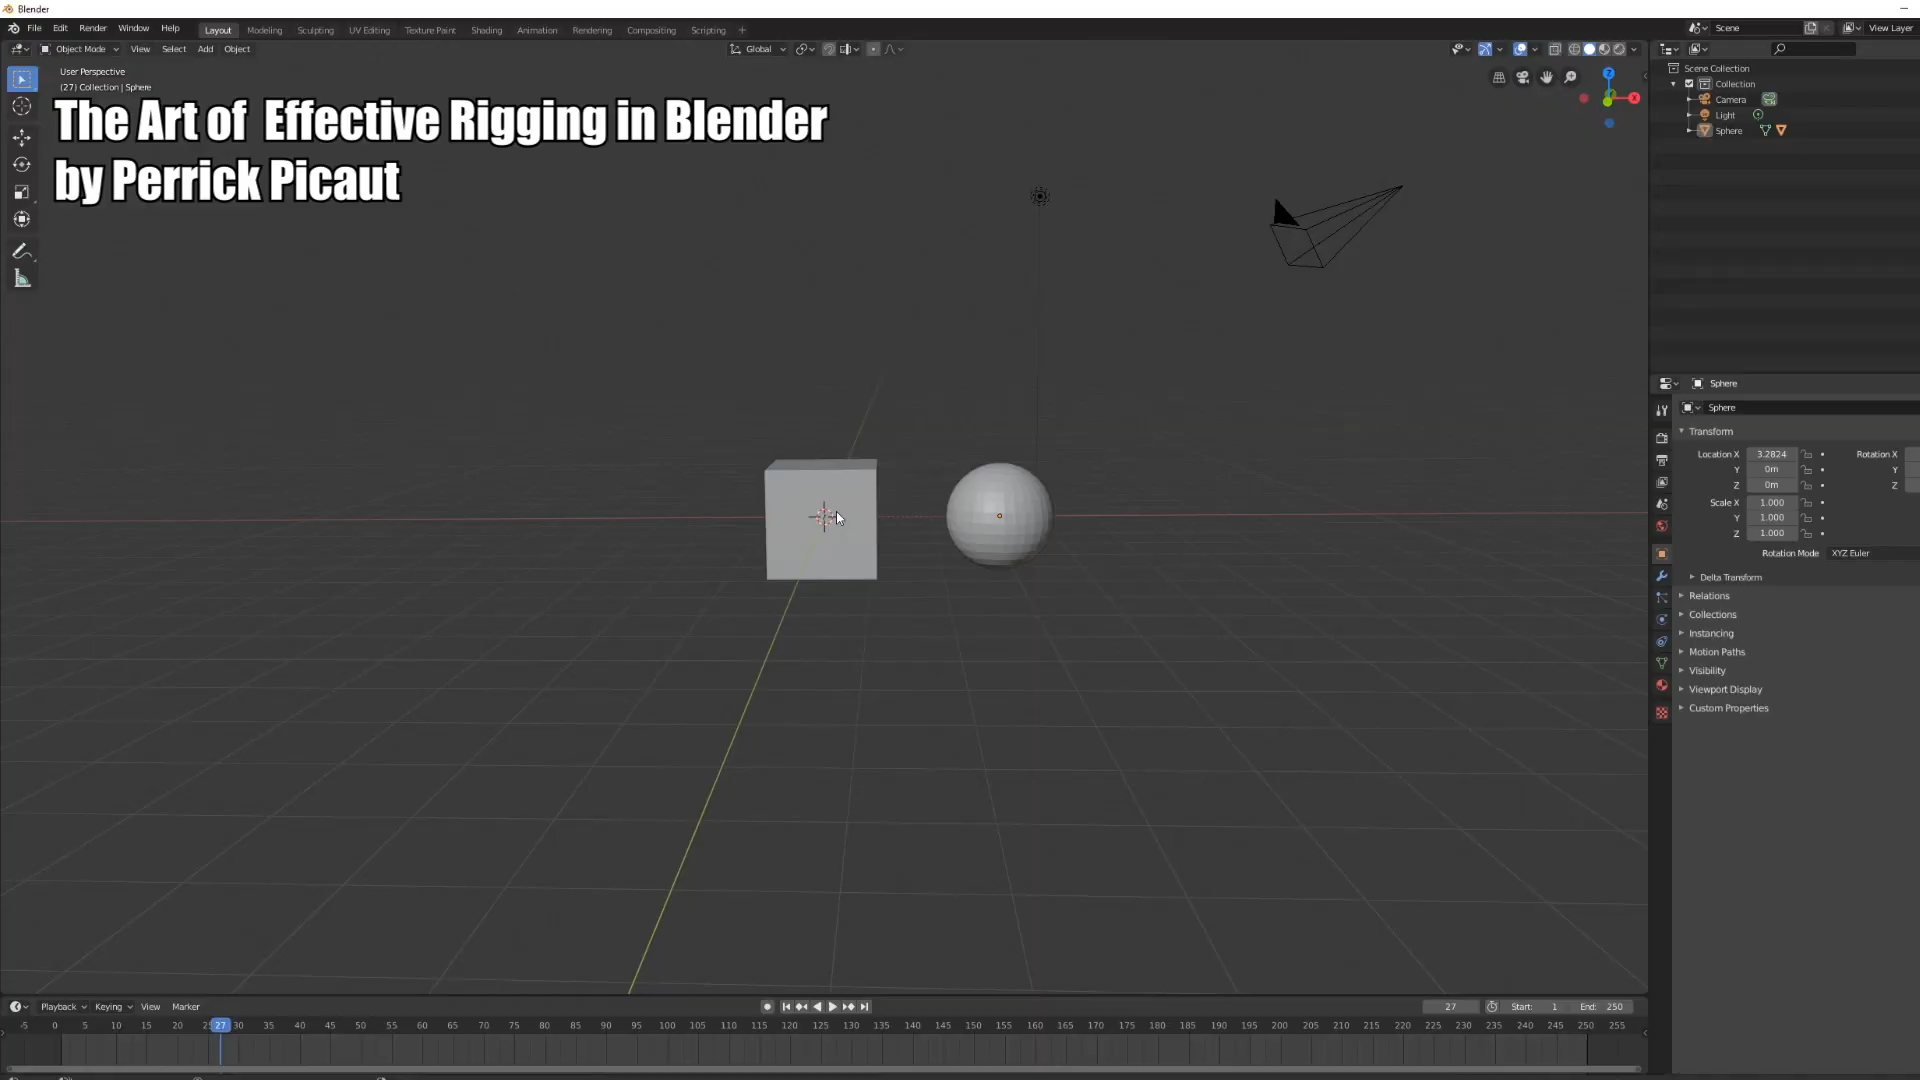 Blender
File Edit Render Window Help Layout Modeling Sculpting UV Editing Texture Paint Shading Animation Rendering Compositing Scripting + Scene View Layer
Object Mode View Select Add Object Global
User Perspective
(27) Collection | Sphere
The Art of Effective Rigging in Blender
by Perrick Picaut
Z
X
Scene Collection
Collection
Camera
Light
Sphere
Sphere
Sphere
Transform
Location X 3.2824 Rotation X
Y 0m Y
Z 0m Z
Scale X 1.000
Y 1.000
Z 1.000
Rotation Mode XYZ Euler
Delta Transform
Relations
Collections
Instancing
Motion Paths
Visibility
Viewport Display
Custom Properties
Playback Keying View Marker 27 Start: 1 End: 250
-5 0 5 10 15 20 27 30 35 40 45 50 55 60 65 70 75 80 85 90 95 100 105 110 115 120 125 130 135 140 145 150 155 160 165 170 175 180 185 190 195 200 205 210 215 220 225 230 235 240 245 250 255